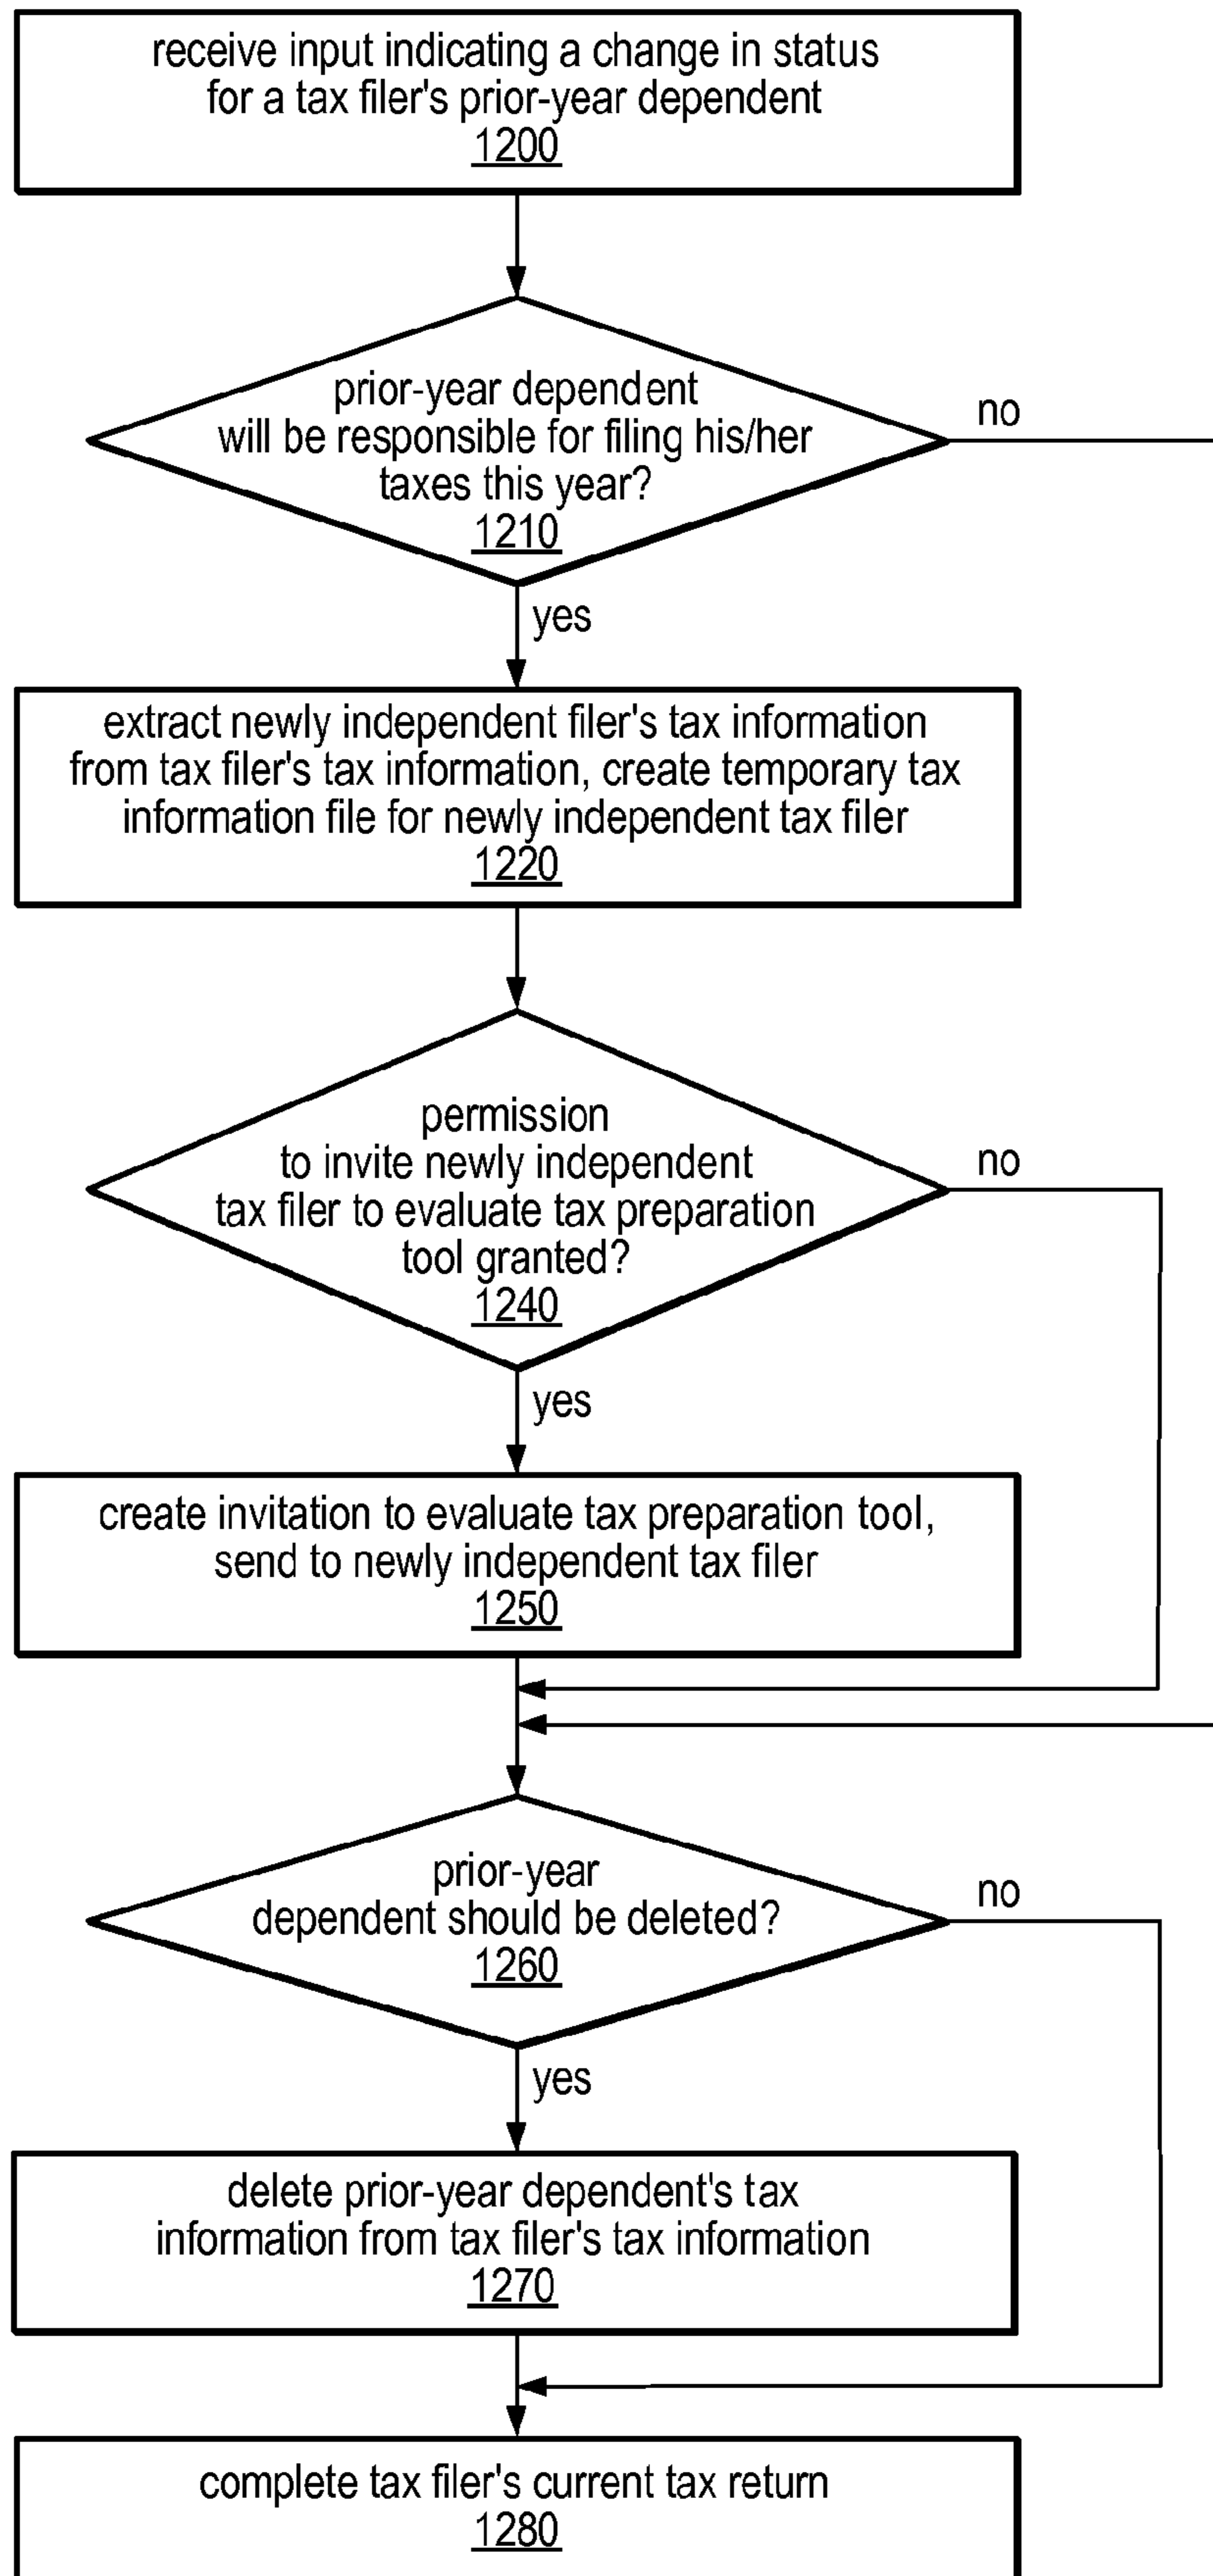 receive input indicating a change in status
for a tax filer's prior-year dependent
1200
prior-year dependent
will be responsible for filing his/her
taxes this year?
1210
no
yes
extract newly independent filer's tax information
from tax filer's tax information, create temporary tax
information file for newly independent tax filer
1220
permission
to invite newly independent
tax filer to evaluate tax preparation
tool granted?
1240
no
yes
create invitation to evaluate tax preparation tool,
send to newly independent tax filer
1250
prior-year
dependent should be deleted?
1260
no
yes
delete prior-year dependent's tax
information from tax filer's tax information
1270
complete tax filer's current tax return
1280